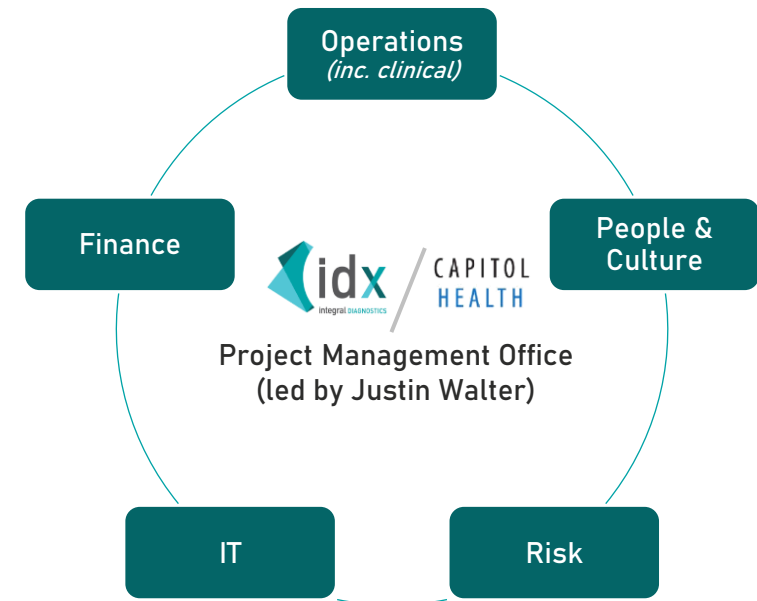 Operations
(inc. clinical)
Finance
People &
Culture
idx
integral DIAGNOSTICS
CAPITOL
HEALTH
Project Management Office
(led by Justin Walter)
IT
Risk